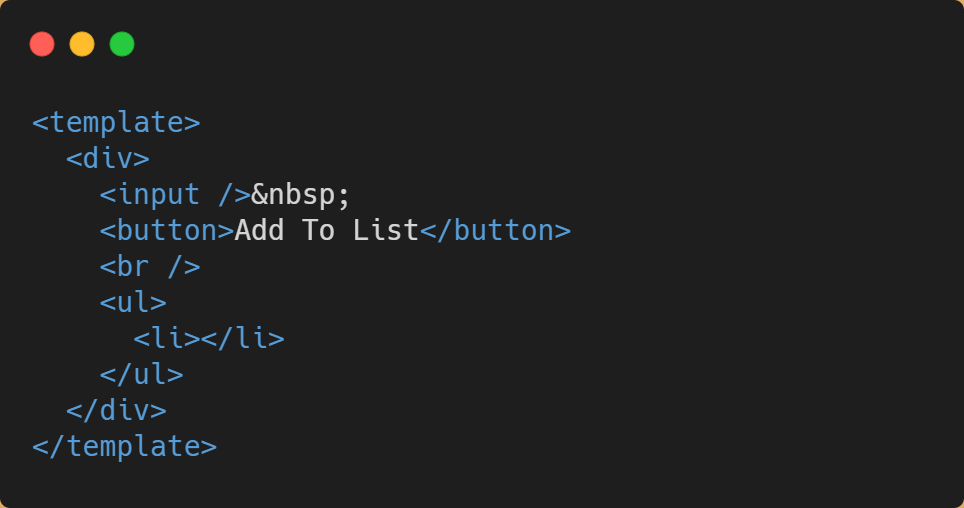 <template>
  <div>
    <input />&nbsp;
    <button>Add To List</button>
    <br />
    <ul>
      <li></li>
    </ul>
  </div>
</template>